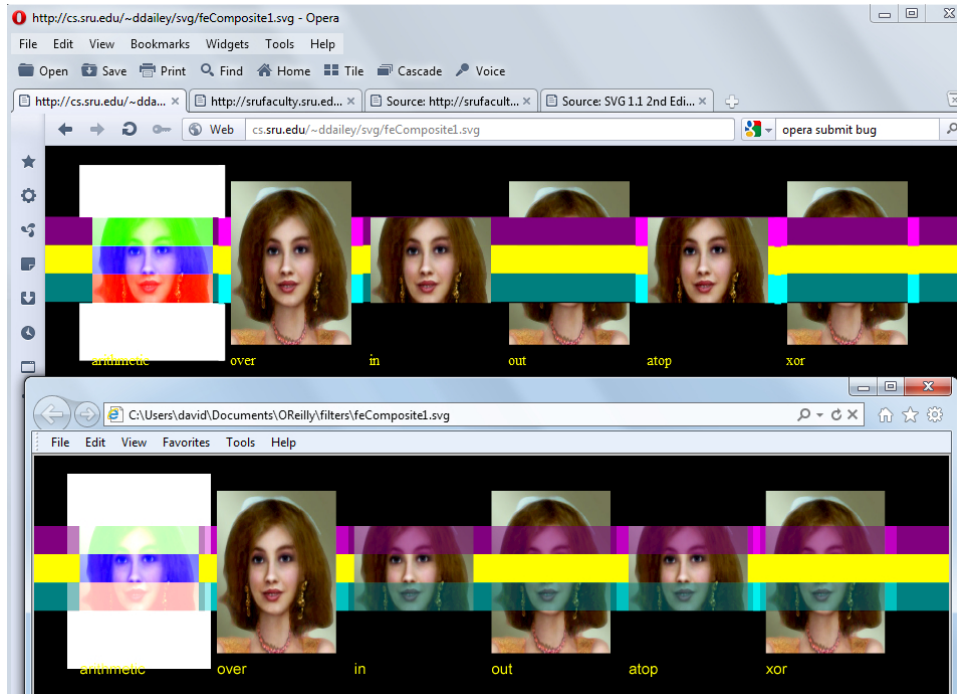 http://cs.sru.edu/~ddailey/svg/feComposite1.svg - Opera
File Edit View Bookmarks Widgets Tools Help
Open Save Print Find Home Tile Cascade Voice
http://cs.sru.edu/~dda... http://srufaculty.sru.ed... Source: http://srufacult... Source: SVG 1.1 2nd Edi...
Web cs.sru.edu/~ddailey/svg/feComposite1.svg opera submit bug
arithmetic over in out atop xor
C:\Users\david\Documents\OReilly\filters\feComposite1.svg
File Edit View Favorites Tools Help
arithmetic over in out atop xor